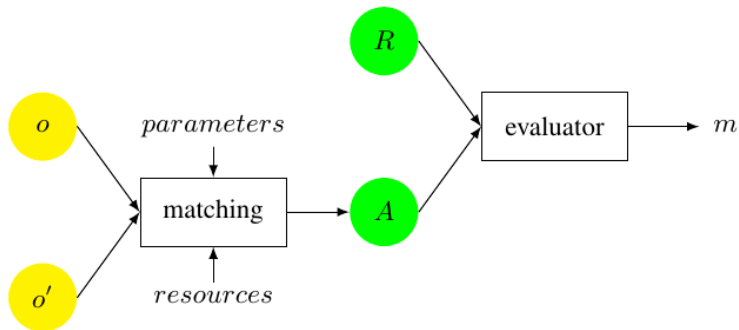 R
o
parameters
evaluator
m
matching
A
o′
resources